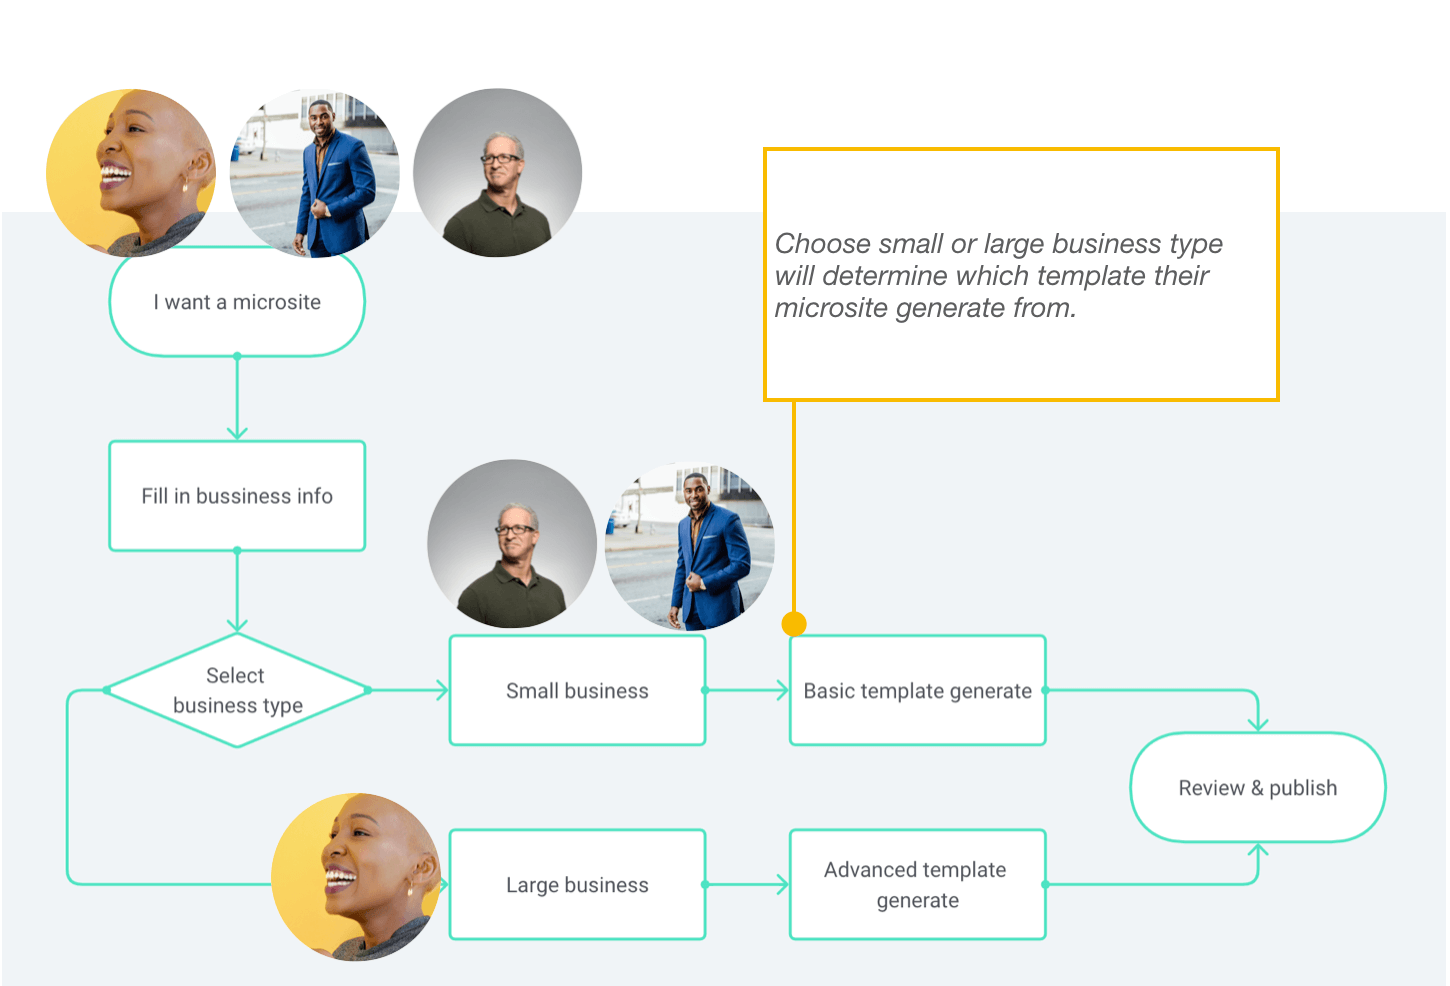 Choose small or large business type
will determine which template their
microsite generate from.
I want a microsite
Fill in bussiness info
Select
business type
Small business
Basic template generate
Review & publish
Large business
Advanced template
generate